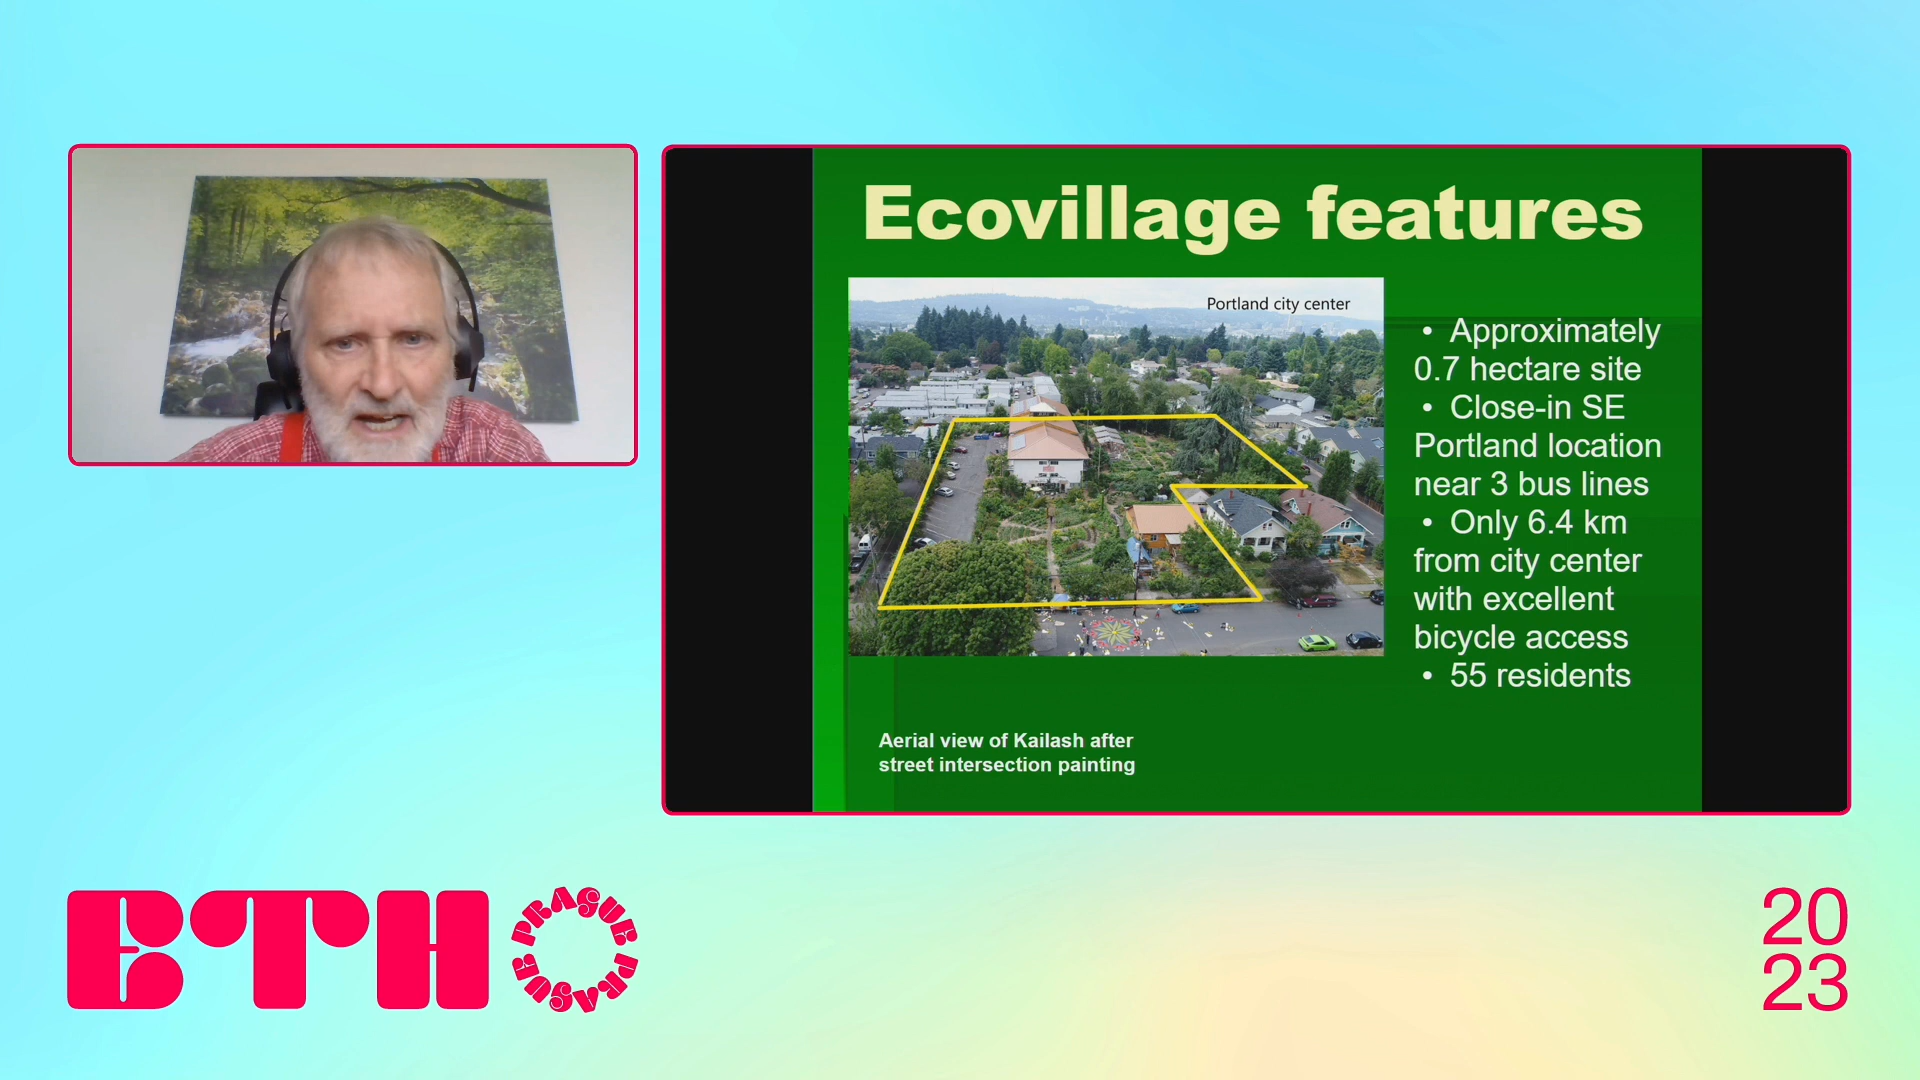 Ecovillage features
Portland city center
• Approximately
0.7 hectare site
• Close-in SE
Portland location
near 3 bus lines
• Only 6.4 km
from city center
with excellent
bicycle access
• 55 residents
Aerial view of Kailash after
street intersection painting
ETH
PRAGUE PRAGUE
20
23